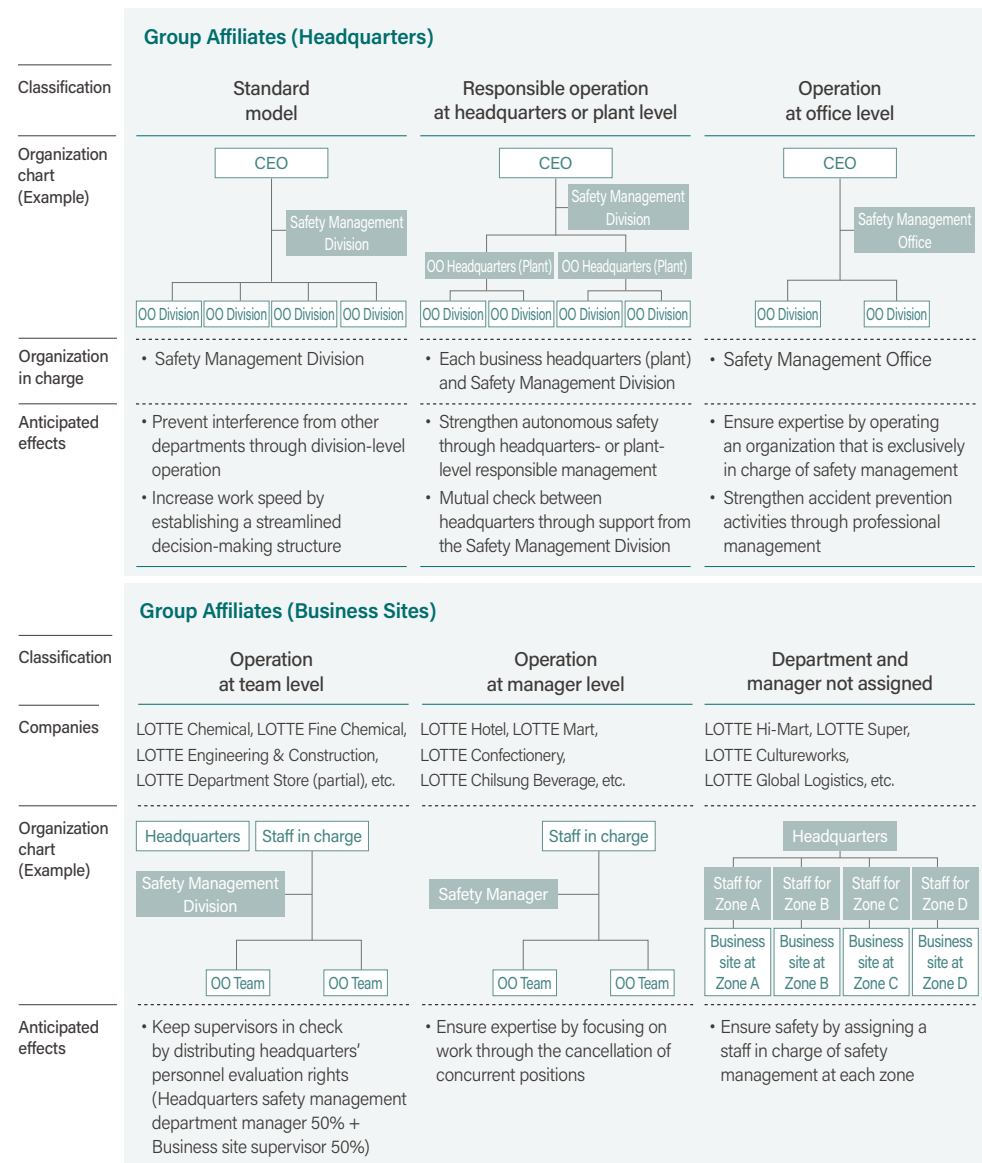 Group Affiliates (Headquarters)
Classification
Standard
model
Responsible operation
at headquarters or plant level
Operation
at office level
Organization
chart
(Example)
CEO
Safety Management
Division
OO Division
OO Division
OO Division
OO Division
CEO
Safety Management
Division
OO Headquarters (Plant)
OO Headquarters (Plant)
OO Division
OO Division
OO Division
OO Division
CEO
Safety Management
Office
OO Division
OO Division
Organization
in charge
• Safety Management Division
• Each business headquarters (plant)
and Safety Management Division
• Safety Management Office
Anticipated
effects
• Prevent interference from other
departments through division-level
operation
• Increase work speed by
establishing a streamlined
decision-making structure
• Strengthen autonomous safety
through headquarters- or plant-
level responsible management
• Mutual check between
headquarters through support from
the Safety Management Division
• Ensure expertise by operating
an organization that is exclusively
in charge of safety management
• Strengthen accident prevention
activities through professional
management
Group Affiliates (Business Sites)
Classification
Operation
at team level
Operation
at manager level
Department and
manager not assigned
Companies
LOTTE Chemical, LOTTE Fine Chemical,
LOTTE Engineering & Construction,
LOTTE Department Store (partial), etc.
LOTTE Hotel, LOTTE Mart,
LOTTE Confectionery,
LOTTE Chilsung Beverage, etc.
LOTTE Hi-Mart, LOTTE Super,
LOTTE Cultureworks,
LOTTE Global Logistics, etc.
Organization
chart
(Example)
Headquarters
Staff in charge
Safety Management
Division
OO Team
OO Team
Staff in charge
Safety Manager
OO Team
OO Team
Headquarters
Staff for
Zone A
Staff for
Zone B
Staff for
Zone C
Staff for
Zone D
Business
site at
Zone A
Business
site at
Zone B
Business
site at
Zone C
Business
site at
Zone D
Anticipated
effects
• Keep supervisors in check
by distributing headquarters'
personnel evaluation rights
(Headquarters safety management
department manager 50% +
Business site supervisor 50%)
• Ensure expertise by focusing on
work through the cancellation of
concurrent positions
• Ensure safety by assigning a
staff in charge of safety
management at each zone